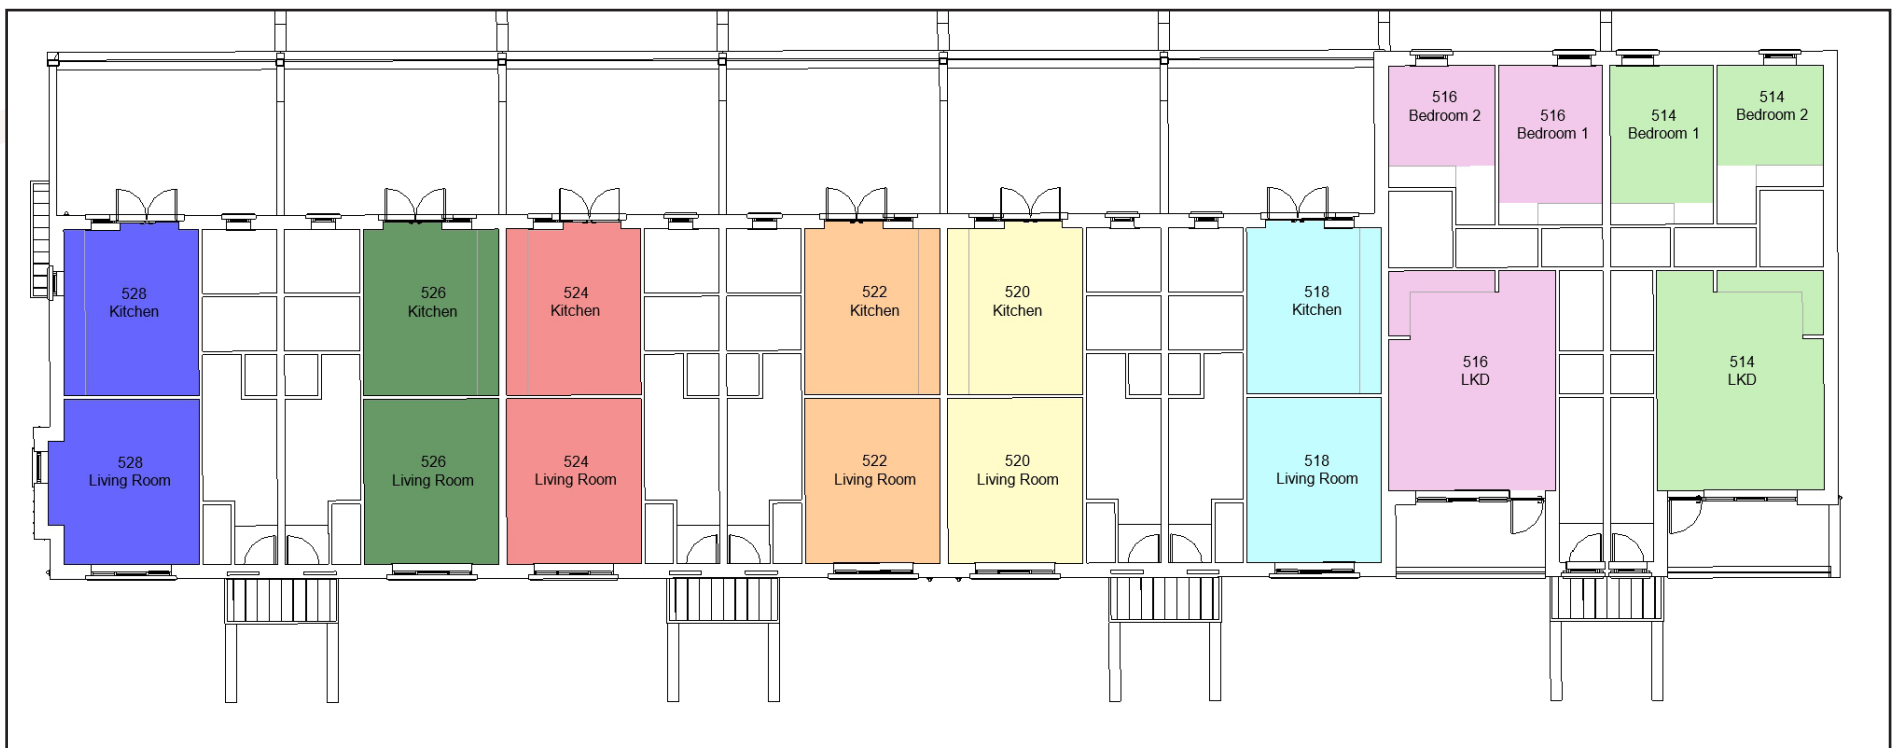 516
Bedroom 2
516
Bedroom 1
514
Bedroom 1
514
Bedroom 2
528
Kitchen
526
Kitchen
524
Kitchen
522
Kitchen
520
Kitchen
518
Kitchen
516
LKD
514
LKD
528
Living Room
526
Living Room
524
Living Room
522
Living Room
520
Living Room
518
Living Room